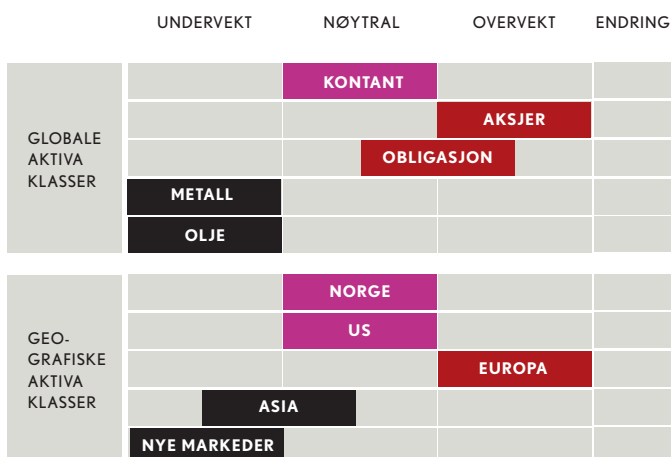 UNDERVEKT NØYTRAL OVERVEKT ENDRING
GLOBALE
AKTIVA
KLASSER
KONTANT
AKSJER
OBLIGASJON
METALL
OLJE
GEO-
GRAFISKE
AKTIVA
KLASSER
NORGE
US
EUROPA
ASIA
NYE MARKEDER